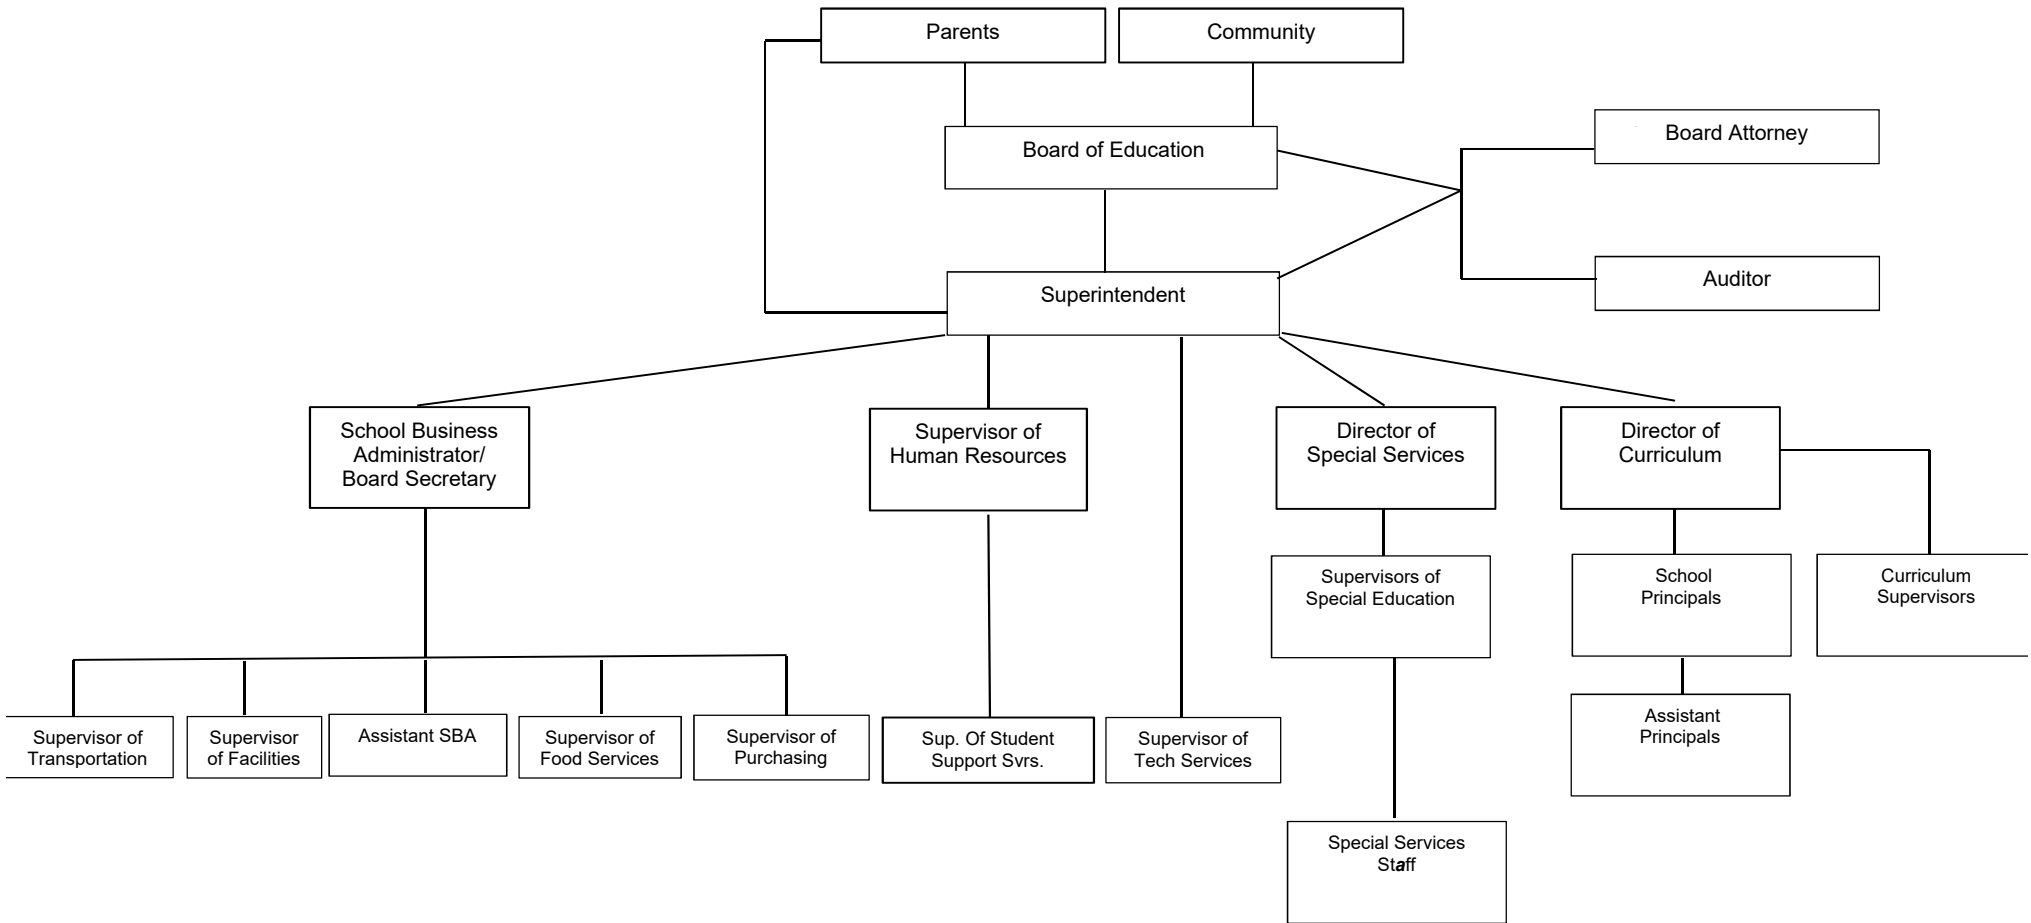 Parents
Community
Board of Education
Board Attorney
Auditor
Superintendent
School Business
Administrator/
Board Secretary
Supervisor of
Human Resources
Director of
Special Services
Director of
Curriculum
Supervisors of
Special Education
School
Principals
Curriculum
Supervisors
Supervisor of
Transportation
Supervisor
of Facilities
Assistant SBA
Supervisor of
Food Services
Supervisor of
Purchasing
Sup. Of Student
Support Svrs.
Supervisor of
Tech Services
Assistant
Principals
Special Services
Staff